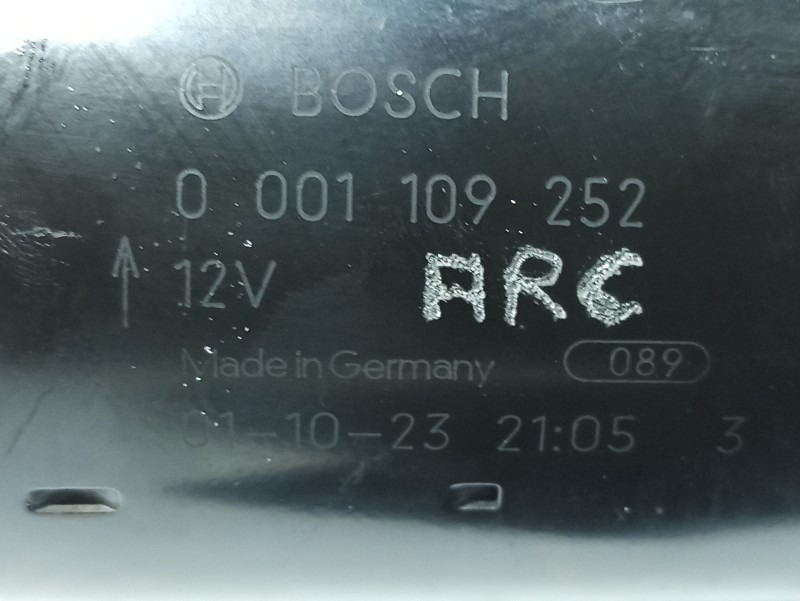 BOSCH
0 001 109 252
12V ARC
Made in Germany 089
01-10-23 21:05 3